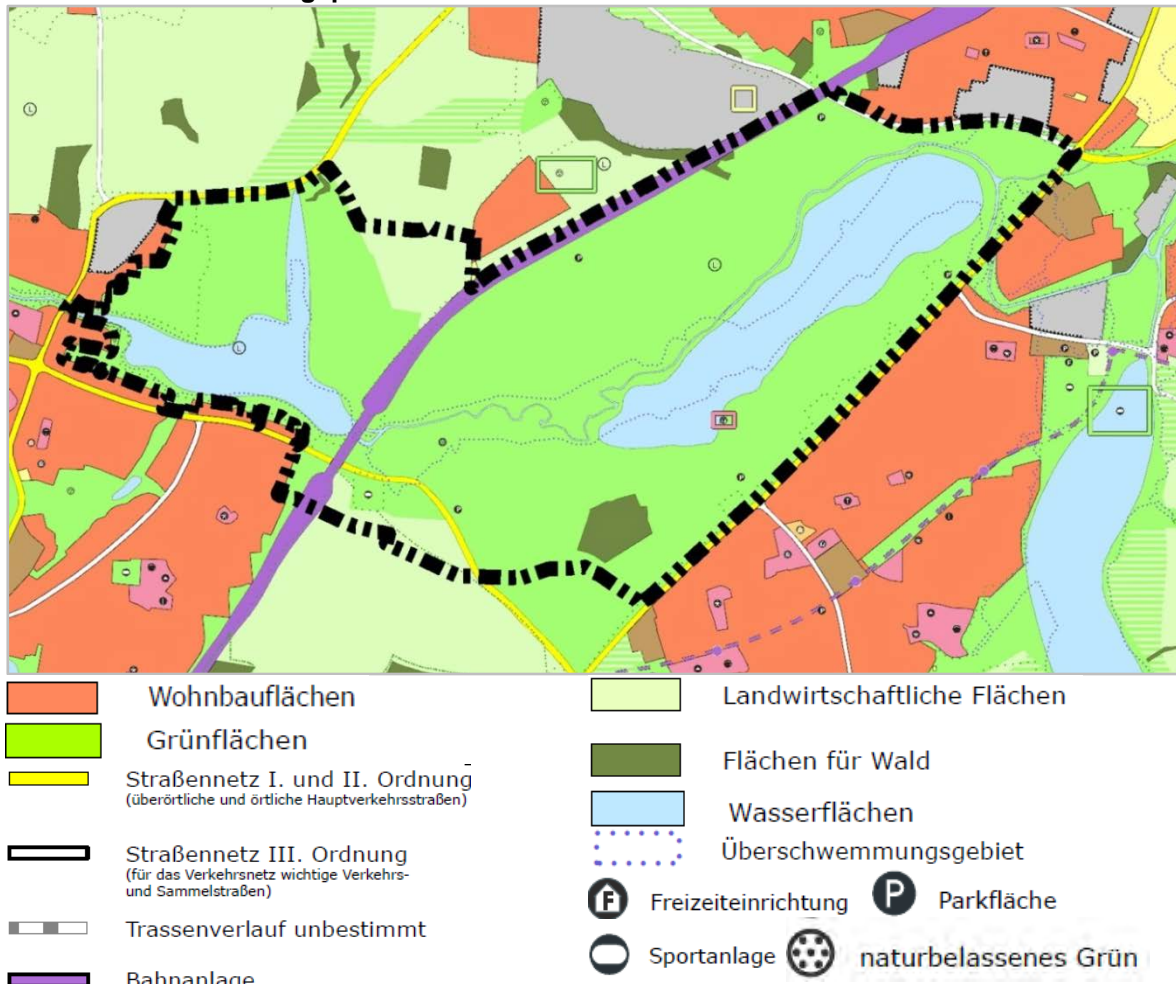 Wohnbauflächen
Grünflächen
Straßennetz I. und II. Ordnung
(überörtliche und örtliche Hauptverkehrsstraßen)
Straßennetz III. Ordnung
(für das Verkehrsnetz wichtige Verkehrs-
und Sammelstraßen)
Trassenverlauf unbestimmt
Bahnanlage
Landwirtschaftliche Flächen
Flächen für Wald
Wasserflächen
Überschwemmungsgebiet
F Freizeiteinrichtung P Parkfläche
Sportanlage naturbelassenes Grün